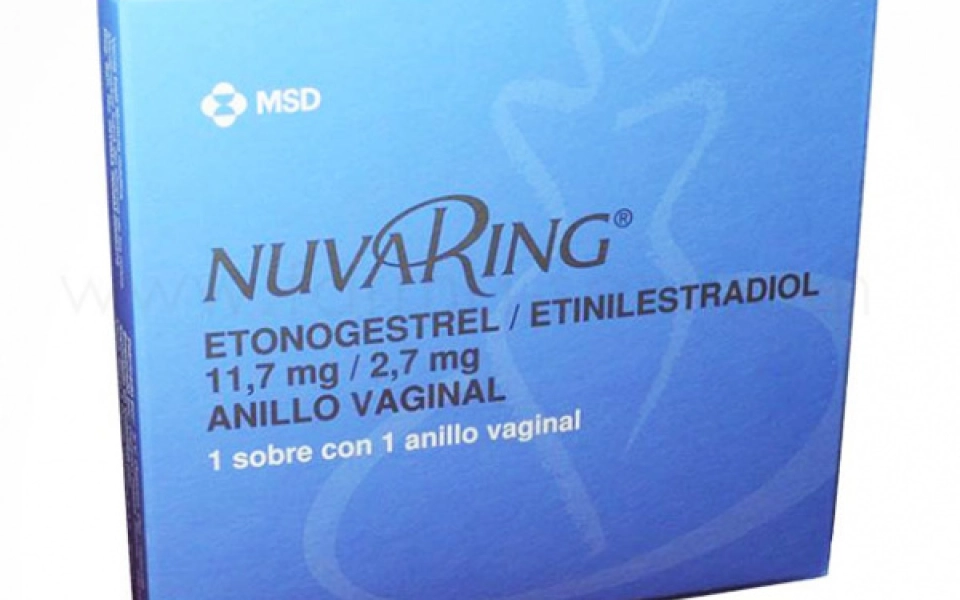 MSD
NUVARING®
ETONOGESTREL / ETINILESTRADIOL
11,7 mg / 2,7 mg
ANILLO VAGINAL
1 sobre con 1 anillo vaginal